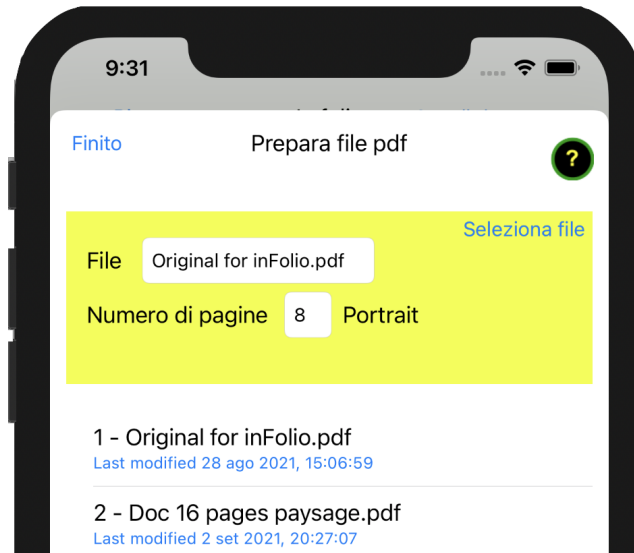 9:31
Finito
Prepara file pdf
?
Seleziona file
File Original for inFolio.pdf
Numero di pagine 8 Portrait
1 - Original for inFolio.pdf
Last modified 28 ago 2021, 15:06:59
2 - Doc 16 pages paysage.pdf
Last modified 2 set 2021, 20:27:07